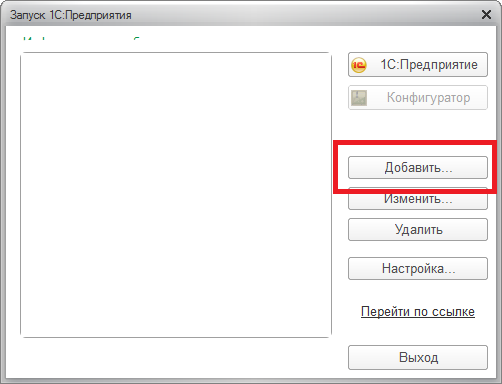 Запуск 1С:Предприятия
1С:Предприятие
Конфигуратор
Добавить...
Изменить...
Удалить
Настройка...
Перейти по ссылке
Выход